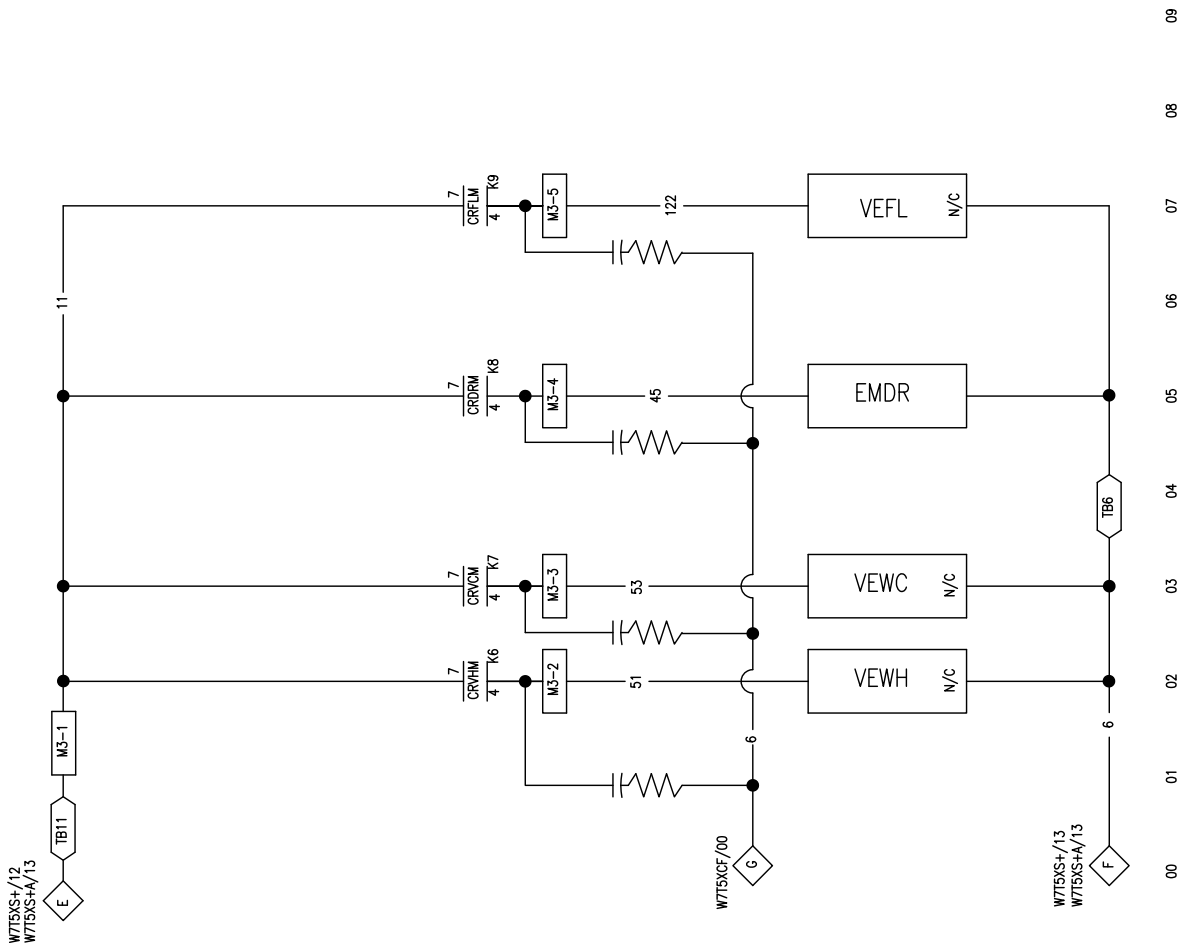 09
08
07
06
05
04
03
02
01
00
W7T5XS+/12
W7T5XS+A/13
E
TB11
M3-1
11
7
CRFLM
4
K9
M3-5
122
VEFL
N/C
7
CRDRM
4
K8
M3-4
45
EMDR
7
CRVCM
4
K7
M3-3
53
VEWC
N/C
7
CRVHM
4
K6
M3-2
51
VEWH
N/C
6
W7T5XCF/00
G
TB6
6
W7T5XS+/13
W7T5XS+A/13
F